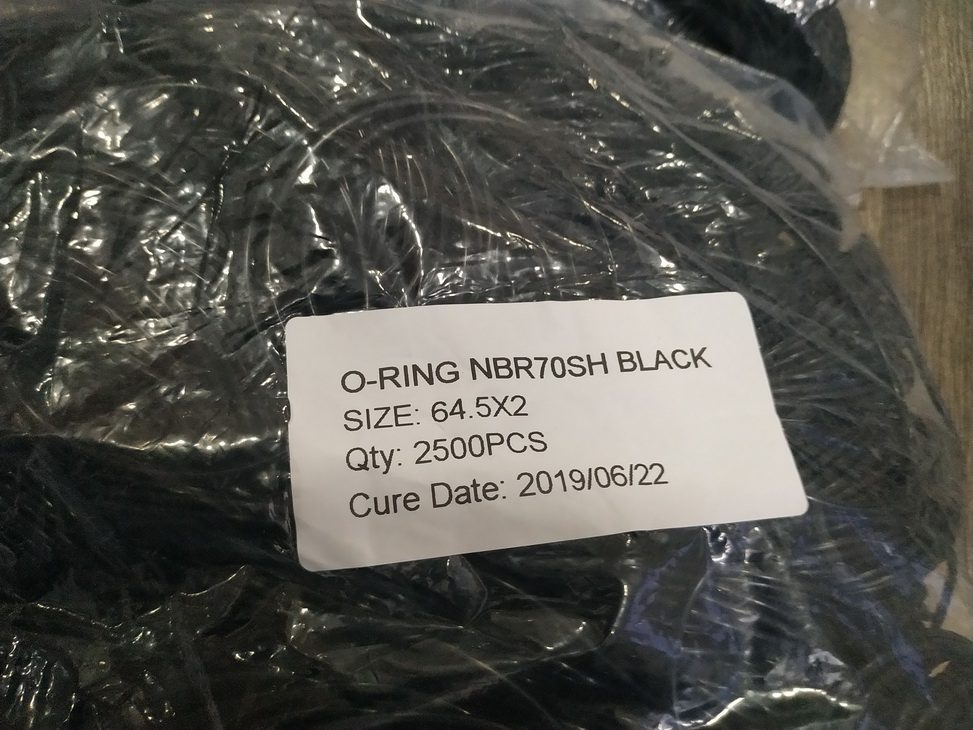 O-RING NBR70SH BLACK
SIZE: 64.5X2
Qty: 2500PCS
Cure Date: 2019/06/22